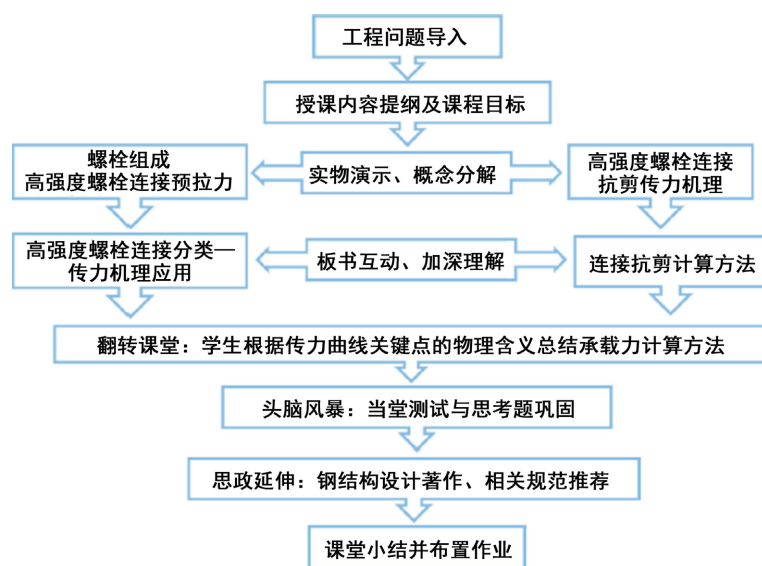 工程问题导入
授课内容提纲及课程目标
螺栓组成
高强度螺栓连接预拉力
实物演示、概念分解
高强度螺栓连接
抗剪传力机理
高强度螺栓连接分类—
传力机理应用
板书互动、加深理解
连接抗剪计算方法
翻转课堂：学生根据传力曲线关键点的物理含义总结承载力计算方法
头脑风暴：当堂测试与思考题巩固
思政延伸：钢结构设计著作、相关规范推荐
课堂小结并布置作业